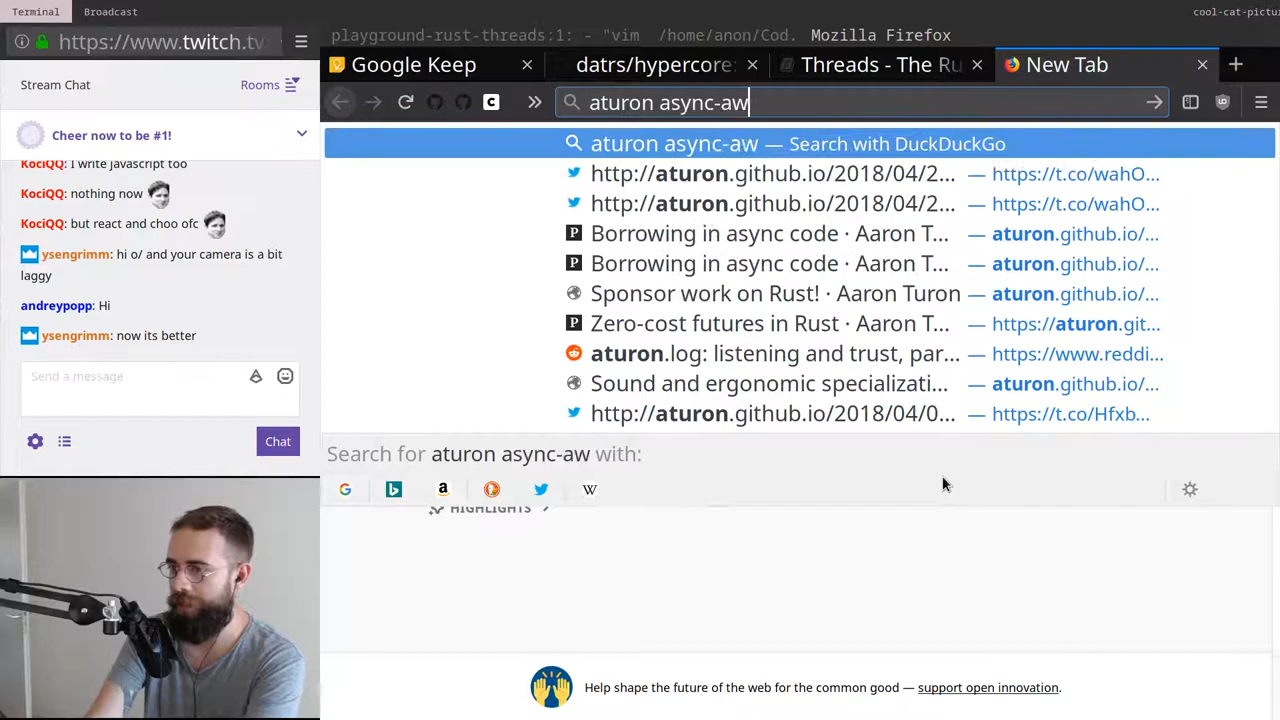 Terminal Broadcast cool-cat-pictu
https://www.twitch.tv
playground-rust-threads:1: - "vim /home/anon/Cod. Mozilla Firefox
Google Keep datrs/hypercore: Threads - The Ru New Tab
Stream Chat Rooms
aturon async-aw
Cheer now to be #1!
KociQQ: I write javascript too
KociQQ: nothing now
KociQQ: but react and choo ofc
ysengrimm: hi o/ and your camera is a bit
laggy
andreypopp: Hi
ysengrimm: now its better
Send a message
Chat
aturon async-aw — Search with DuckDuckGo
http://aturon.github.io/2018/04/2... — https://t.co/wahO...
http://aturon.github.io/2018/04/2... — https://t.co/wahO...
Borrowing in async code · Aaron T... — aturon.github.io/...
Borrowing in async code · Aaron T... — aturon.github.io/...
Sponsor work on Rust! · Aaron Turon — aturon.github.io/...
Zero-cost futures in Rust · Aaron T... — https://aturon.git...
aturon.log: listening and trust, par... — https://www.reddi...
Sound and ergonomic specializati... — aturon.github.io/...
http://aturon.github.io/2018/04/0... — https://t.co/Hfxb...
Search for aturon async-aw with:
HIGHLIGHTS
Help shape the future of the web for the common good — support open innovation.